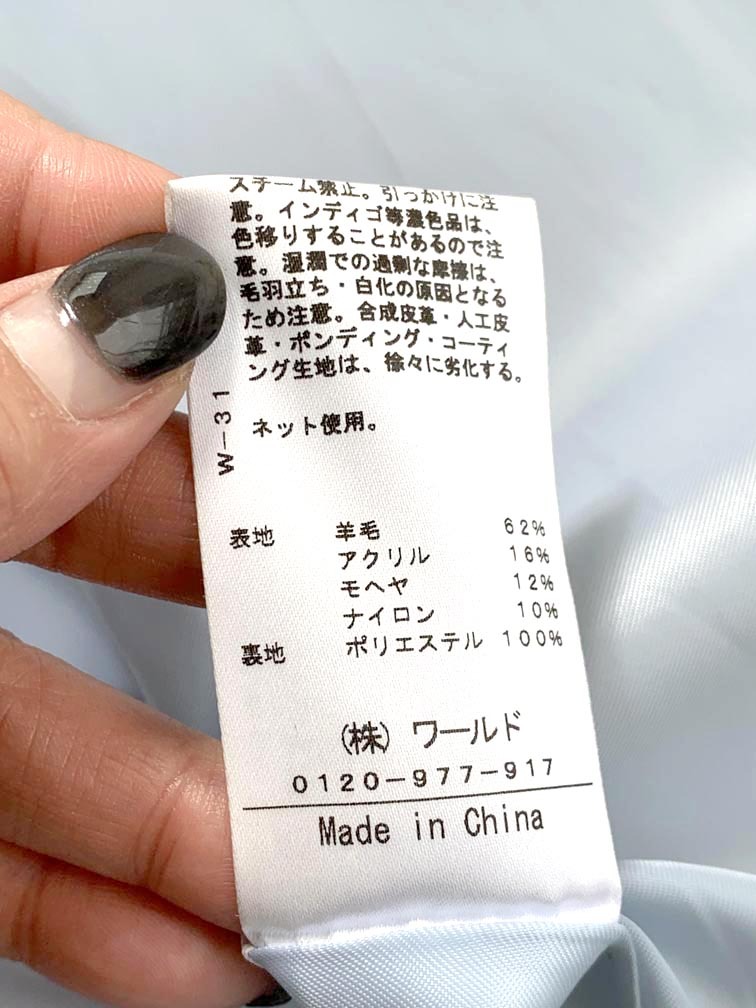 スチーム禁止。引っかけに注
意。インディゴ等濃色品は、
色移りすることがあるので注
意。湿潤での過剰な摩擦は、
毛羽立ち・白化の原因となる
ため注意。合成皮革・人工皮
革・ボンディング・コーティ
ング生地は、徐々に劣化する。
W-31
ネット使用。
表地 羊毛 62%
アクリル 16%
モヘヤ 12%
ナイロン 10%
裏地 ポリエステル 100%
(株) ワールド
0120-977-917
Made in China